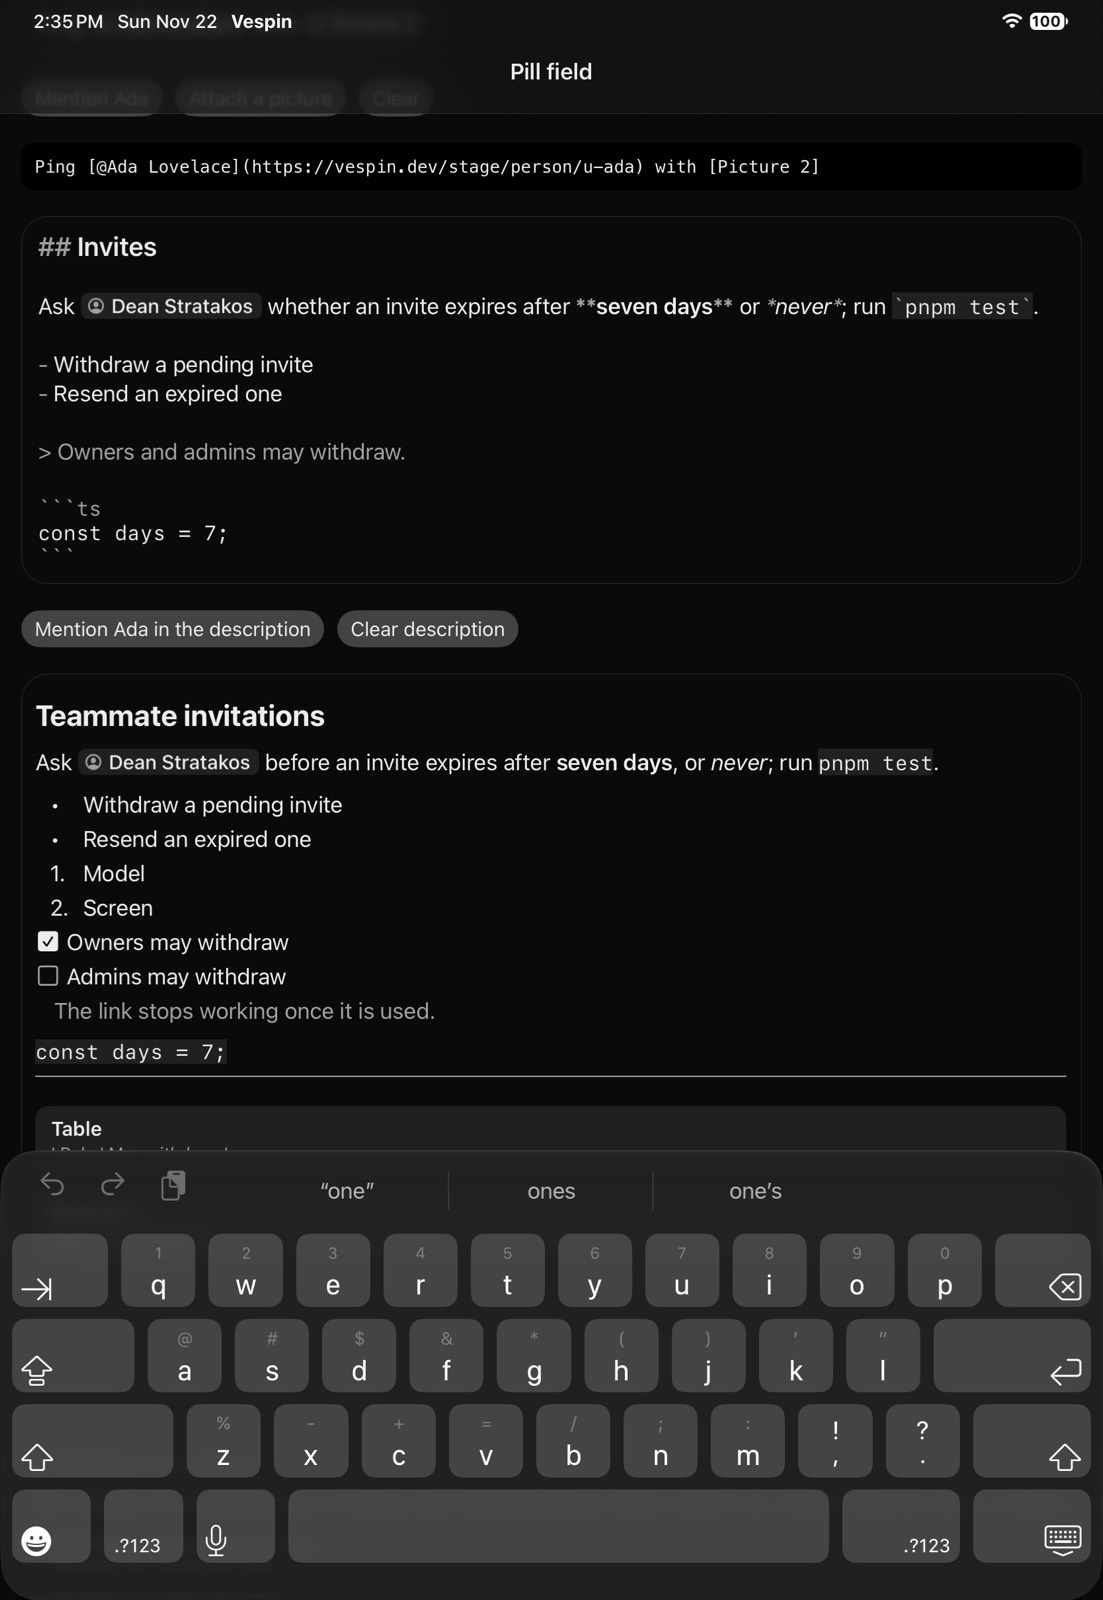 2:35 PM Sun Nov 22 Vespin
100
Pill field
Mention Ada Attach a picture Clear
Ping [@Ada Lovelace](https://vespin.dev/stage/person/u-ada) with [Picture 2]
## Invites
Ask Dean Stratakos whether an invite expires after **seven days** or *never*; run `pnpm test`.
- Withdraw a pending invite
- Resend an expired one
> Owners and admins may withdraw.
```ts
const days = 7;
```
Mention Ada in the description Clear description
Teammate invitations
Ask Dean Stratakos before an invite expires after seven days, or never; run pnpm test.
• Withdraw a pending invite
• Resend an expired one
1. Model
2. Screen
Owners may withdraw
Admins may withdraw
The link stops working once it is used.
const days = 7;
Table
“one” ones one’s
1 2 3 4 5 6 7 8 9 0
q w e r t y u i o p
@ # $ & * ( ) ' "
a s d f g h j k l
% - + = / ; : ! ?
z x c v b n m , .
.?123 .?123